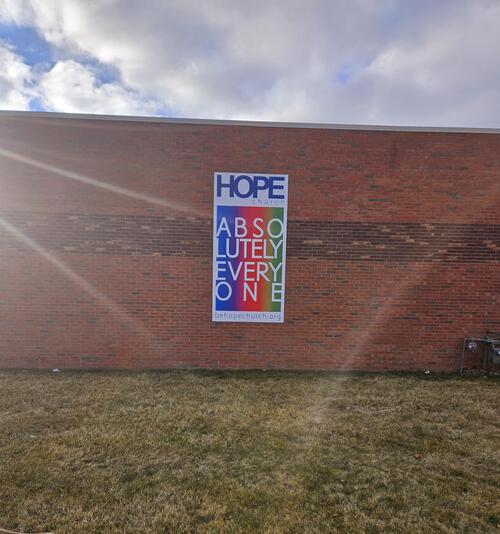 HOPE
church
ABSO
LUTELY
EVERY
ONE
behopechurch.org